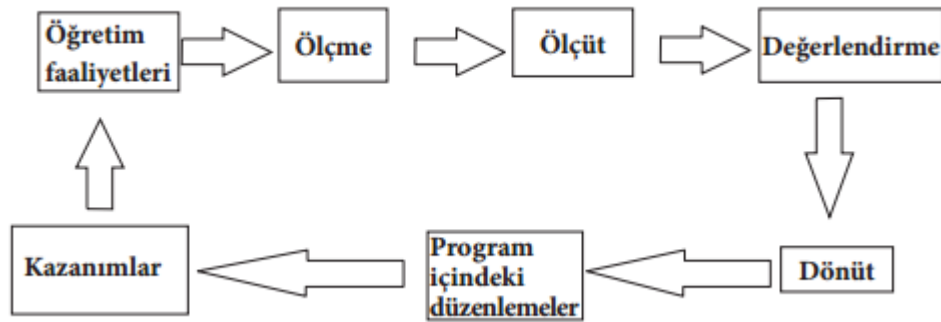 Öğretim
faaliyetleri
Ölçme
Ölçüt
Değerlendirme
Dönüt
Program
içindeki
düzenlemeler
Kazanımlar